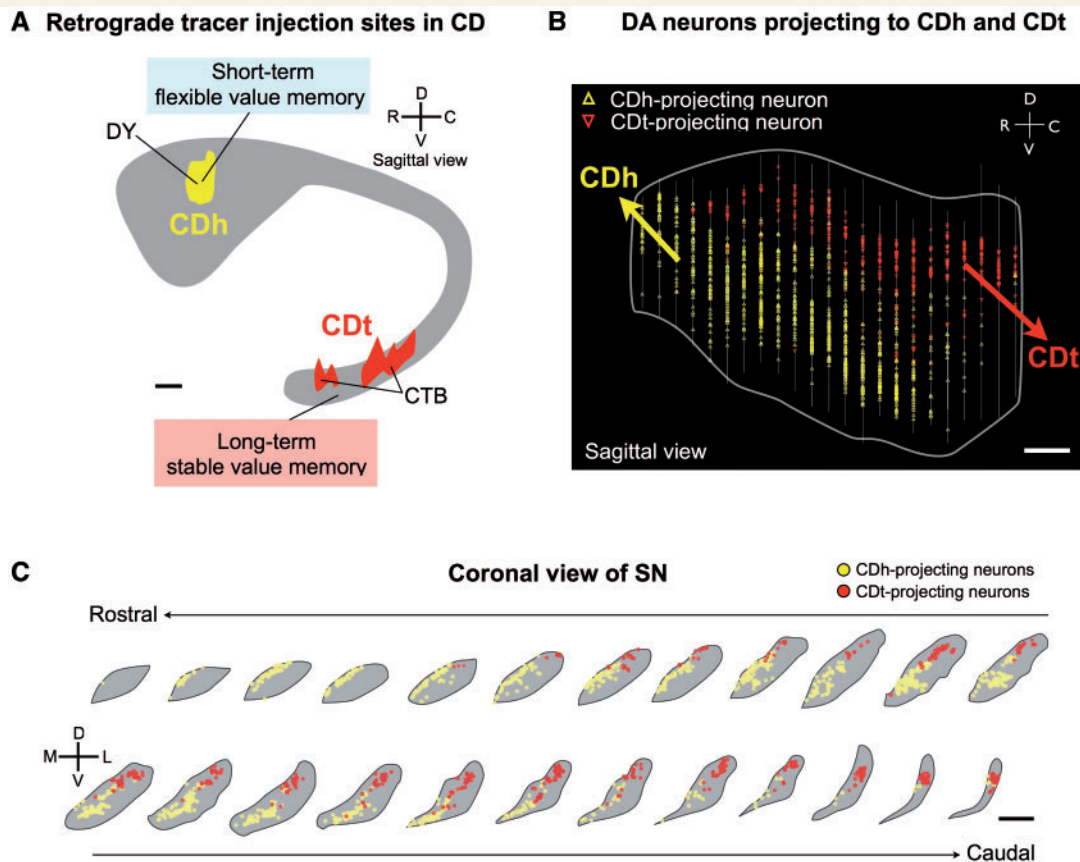 A Retrograde tracer injection sites in CD
Short-term
flexible value memory
DY
D
R C
V
Sagittal view
CDh
CDt
CTB
Long-term
stable value memory
B DA neurons projecting to CDh and CDt
CDh-projecting neuron
CDt-projecting neuron
D
R C
V
CDh
CDt
Sagittal view
C Coronal view of SN
CDh-projecting neurons
CDt-projecting neurons
Rostral
D
M L
V
Caudal